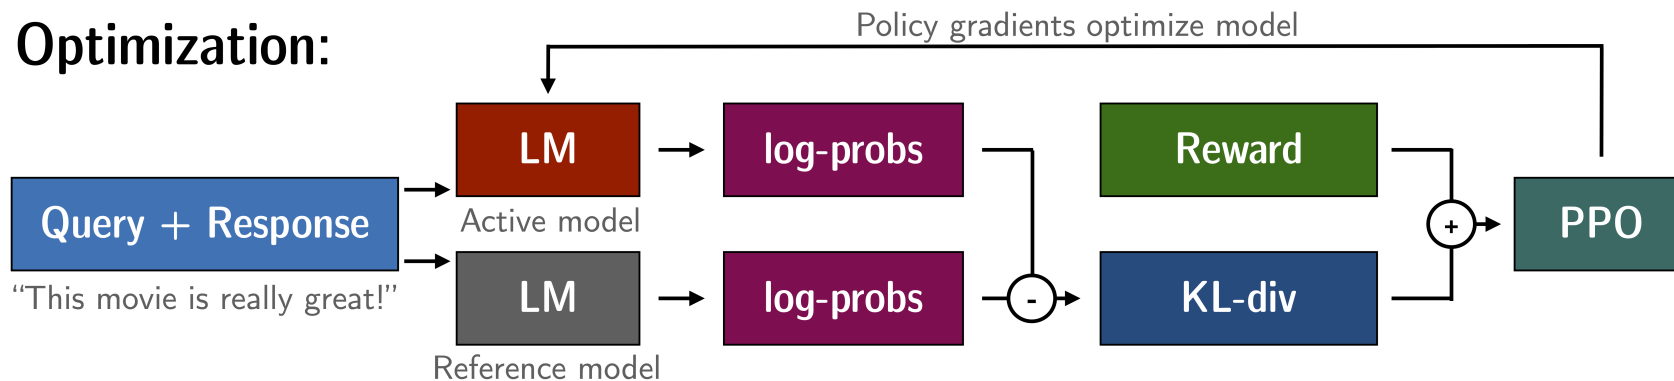 Optimization:
Policy gradients optimize model
LM
log-probs
Reward
Active model
Query + Response
“This movie is really great!”
+
PPO
LM
log-probs
-
KL-div
Reference model